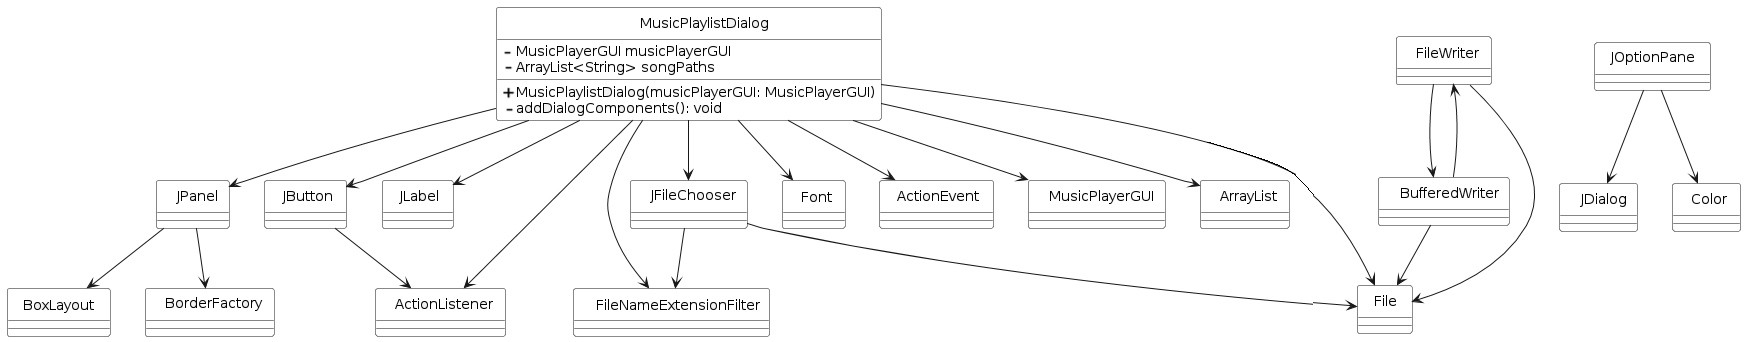 MusicPlaylistDialog
- MusicPlayerGUI musicPlayerGUI
- ArrayList<String> songPaths
+ MusicPlaylistDialog(musicPlayerGUI: MusicPlayerGUI)
- addDialogComponents(): void
FileWriter
JOptionPane
JPanel
JButton
JLabel
JFileChooser
Font
ActionEvent
MusicPlayerGUI
ArrayList
BufferedWriter
JDialog
Color
BoxLayout
BorderFactory
ActionListener
FileNameExtensionFilter
File